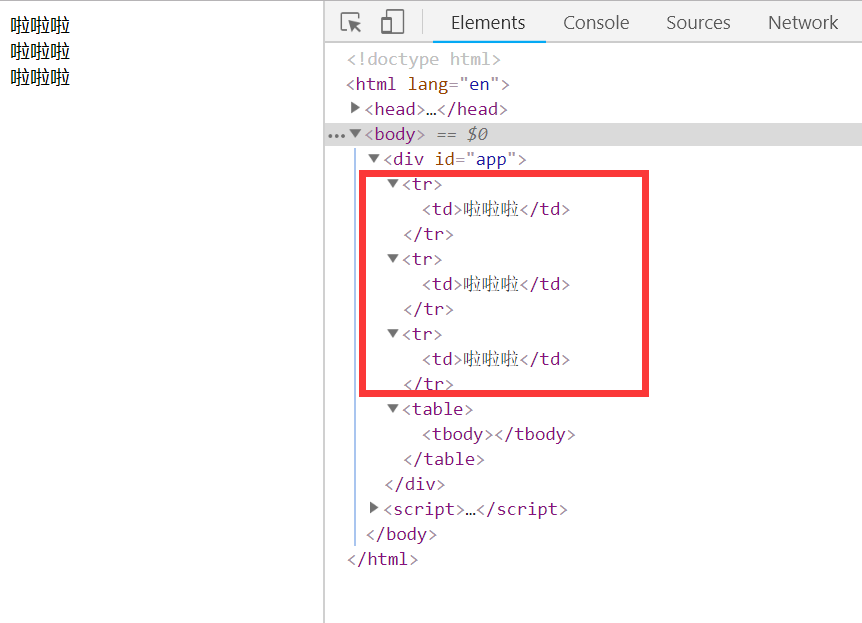 啦啦啦
啦啦啦
啦啦啦
Elements Console Sources Network
<!doctype html>
<html lang="en">
<head>…</head>
<body> == $0
<div id="app">
<tr>
<td>啦啦啦</td>
</tr>
<tr>
<td>啦啦啦</td>
</tr>
<tr>
<td>啦啦啦</td>
</tr>
<table>
<tbody></tbody>
</table>
</div>
<script>…</script>
</body>
</html>